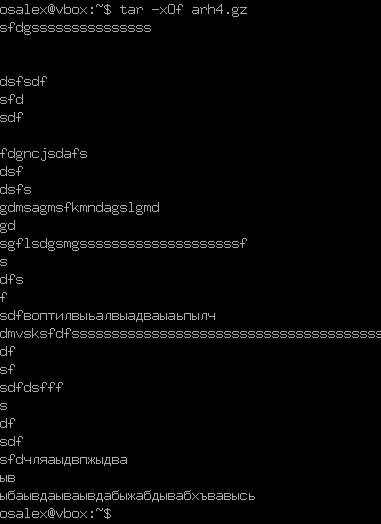 osalex@vbox:~$ tar -xOf arh4.gz
sfdgsssssssssssssss
dsfsdf
sfd
sdf
fdgncjsdafs
dsf
dsfs
gdmsagmsfkmndagslgmd
gd
sgflsdgsmgssssssssssssssssssssf
s
dfs
f
sdfвоптилвыьалвыадваыаьпылч
dmvsksfdfsssssssssssssssssssssssssssssssssssssss
df
sf
sdfdsfff
s
df
sdf
sfdчляаыдвпжыдва
ыв
ыбаывдаываывдабыжабдывабхъвавысь
osalex@vbox:~$